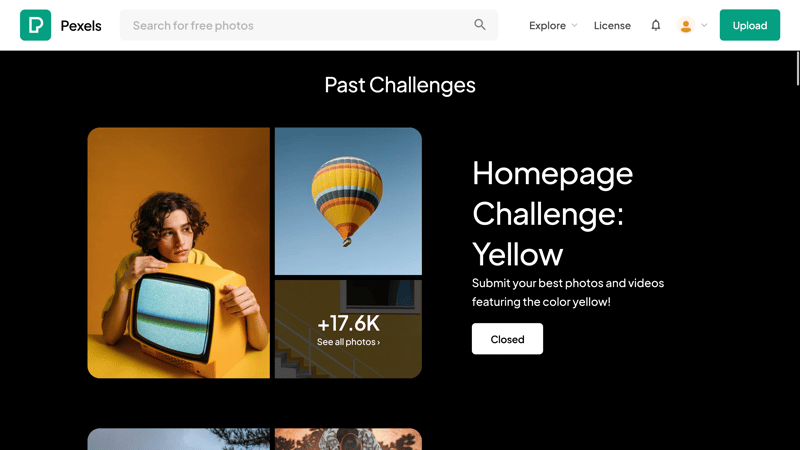 Pexels
Search for free photos
Explore
License
Upload
Past Challenges
Homepage
Challenge:
Yellow
Submit your best photos and videos
featuring the color yellow!
Closed
+17.6K
See all photos ›